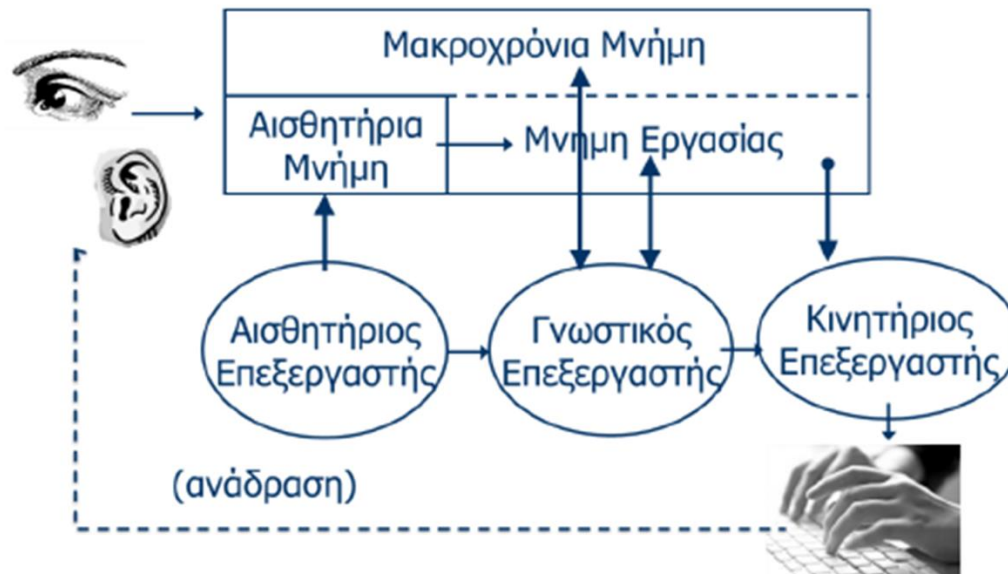 Μακροχρόνια Μνήμη
Αισθητήρια
Μνήμη
Μνήμη Εργασίας
Αισθητήριος
Επεξεργαστής
Γνωστικός
Επεξεργαστής
Κινητήριος
Επεξεργαστής
(ανάδραση)